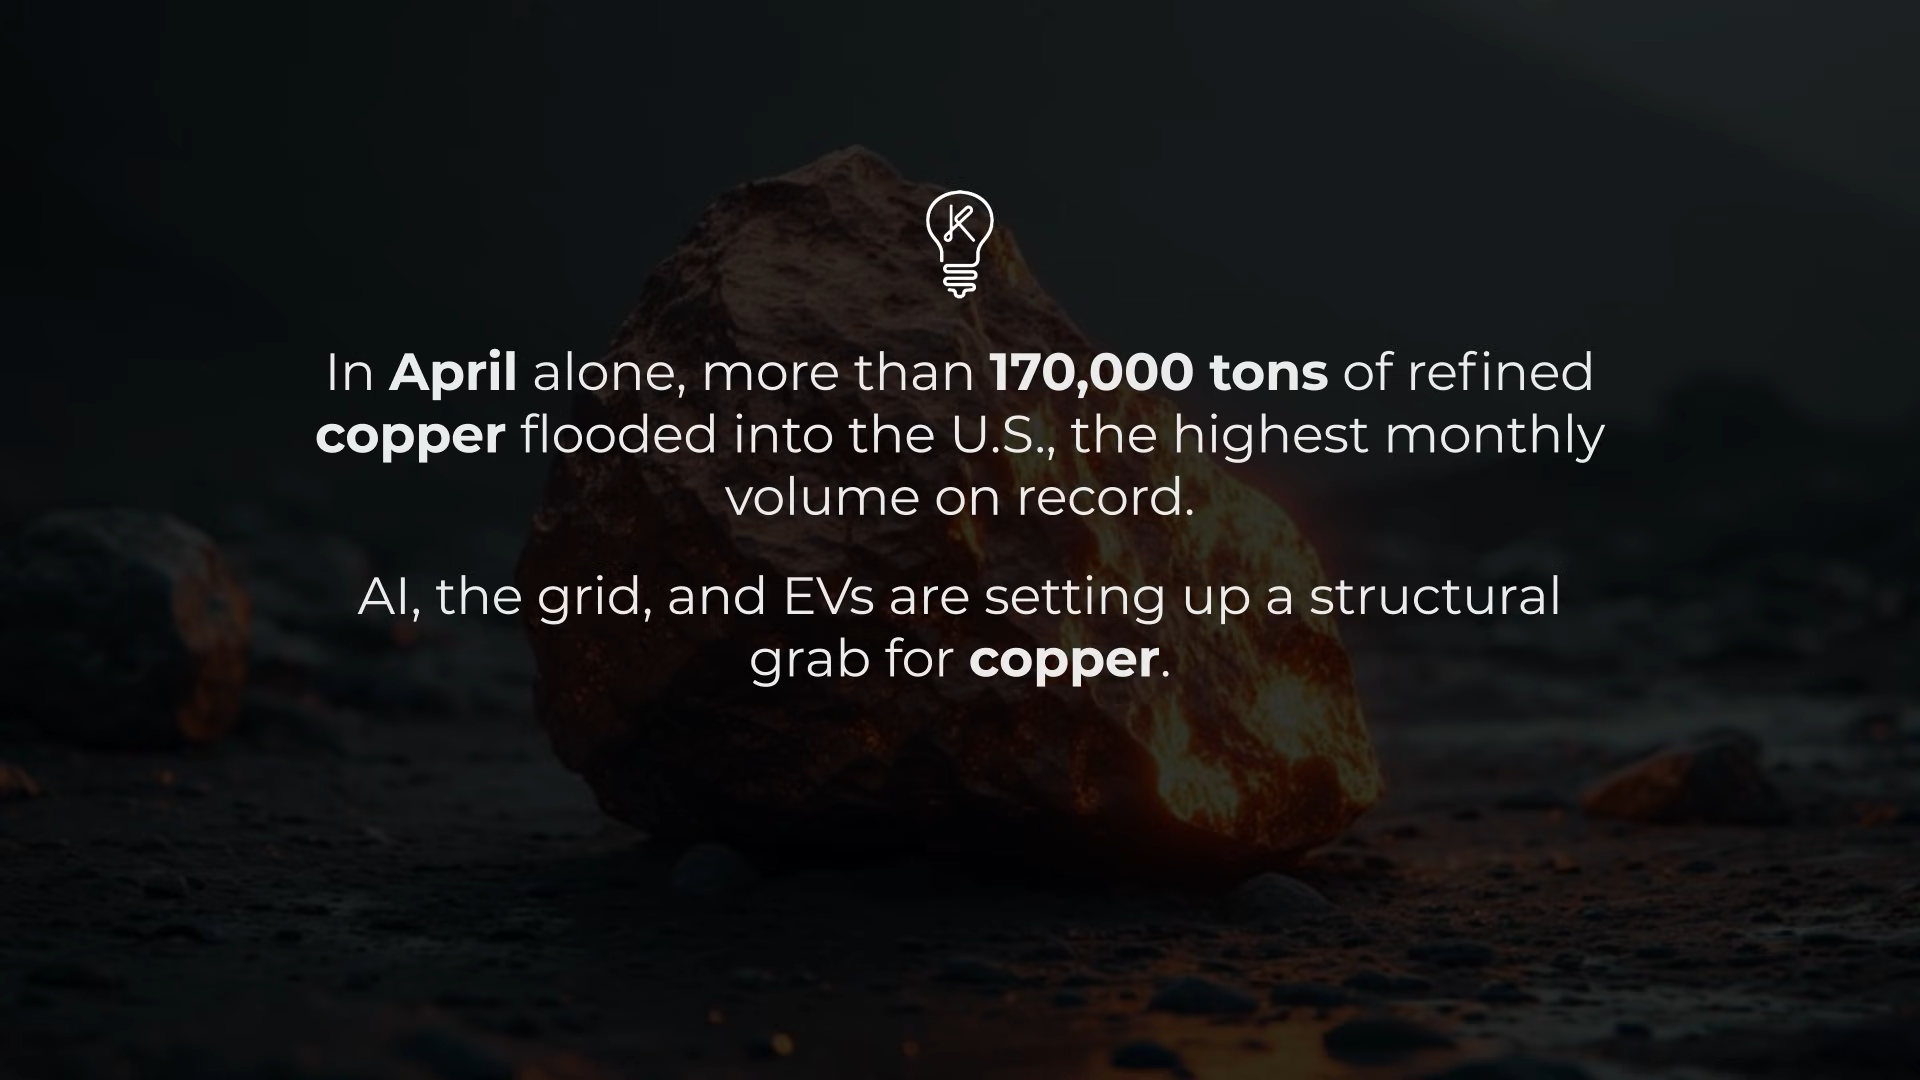 In April alone, more than 170,000 tons of refined
copper flooded into the U.S., the highest monthly
volume on record.
AI, the grid, and EVs are setting up a structural
grab for copper.